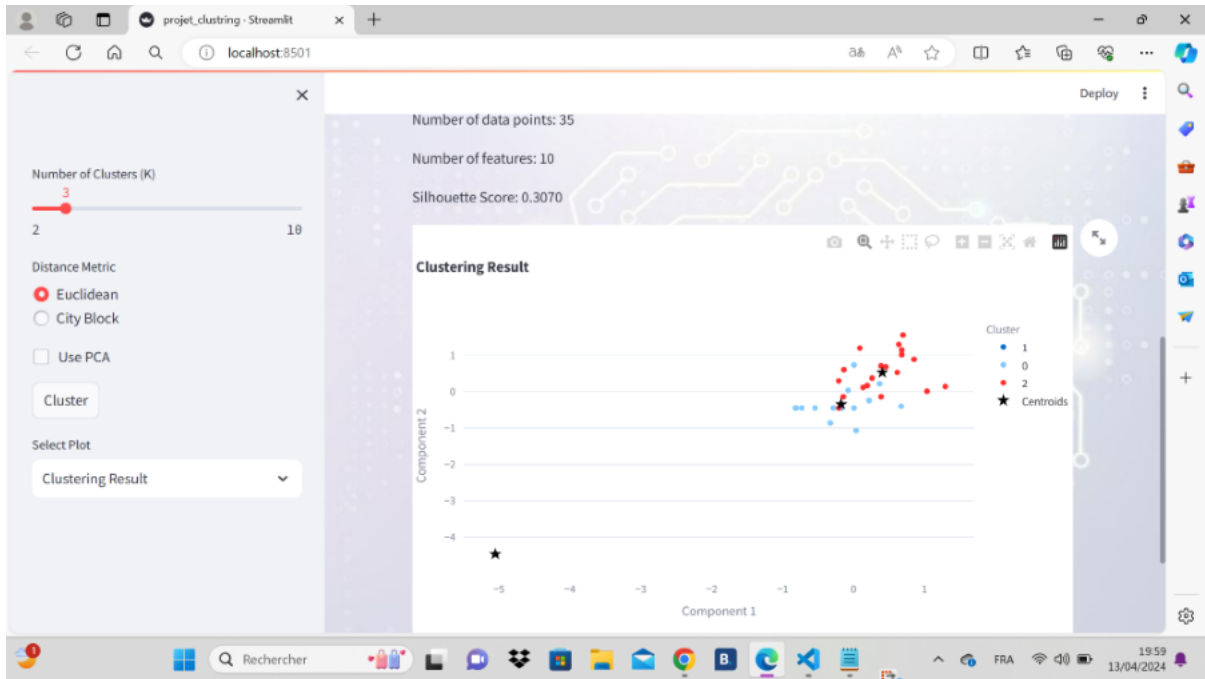 projet_clustring · Streamlit
localhost:8501
Deploy
Number of Clusters (K)
3
2 10
Distance Metric
Euclidean
City Block
Use PCA
Cluster
Select Plot
Clustering Result
Number of data points: 35
Number of features: 10
Silhouette Score: 0.3070
Clustering Result
Cluster
1
0
2
Centroids
1
0
−1
−2
−3
−4
Component 2
−5 −4 −3 −2 −1 0 1
Component 1
1
Rechercher
FRA
19:59
13/04/2024